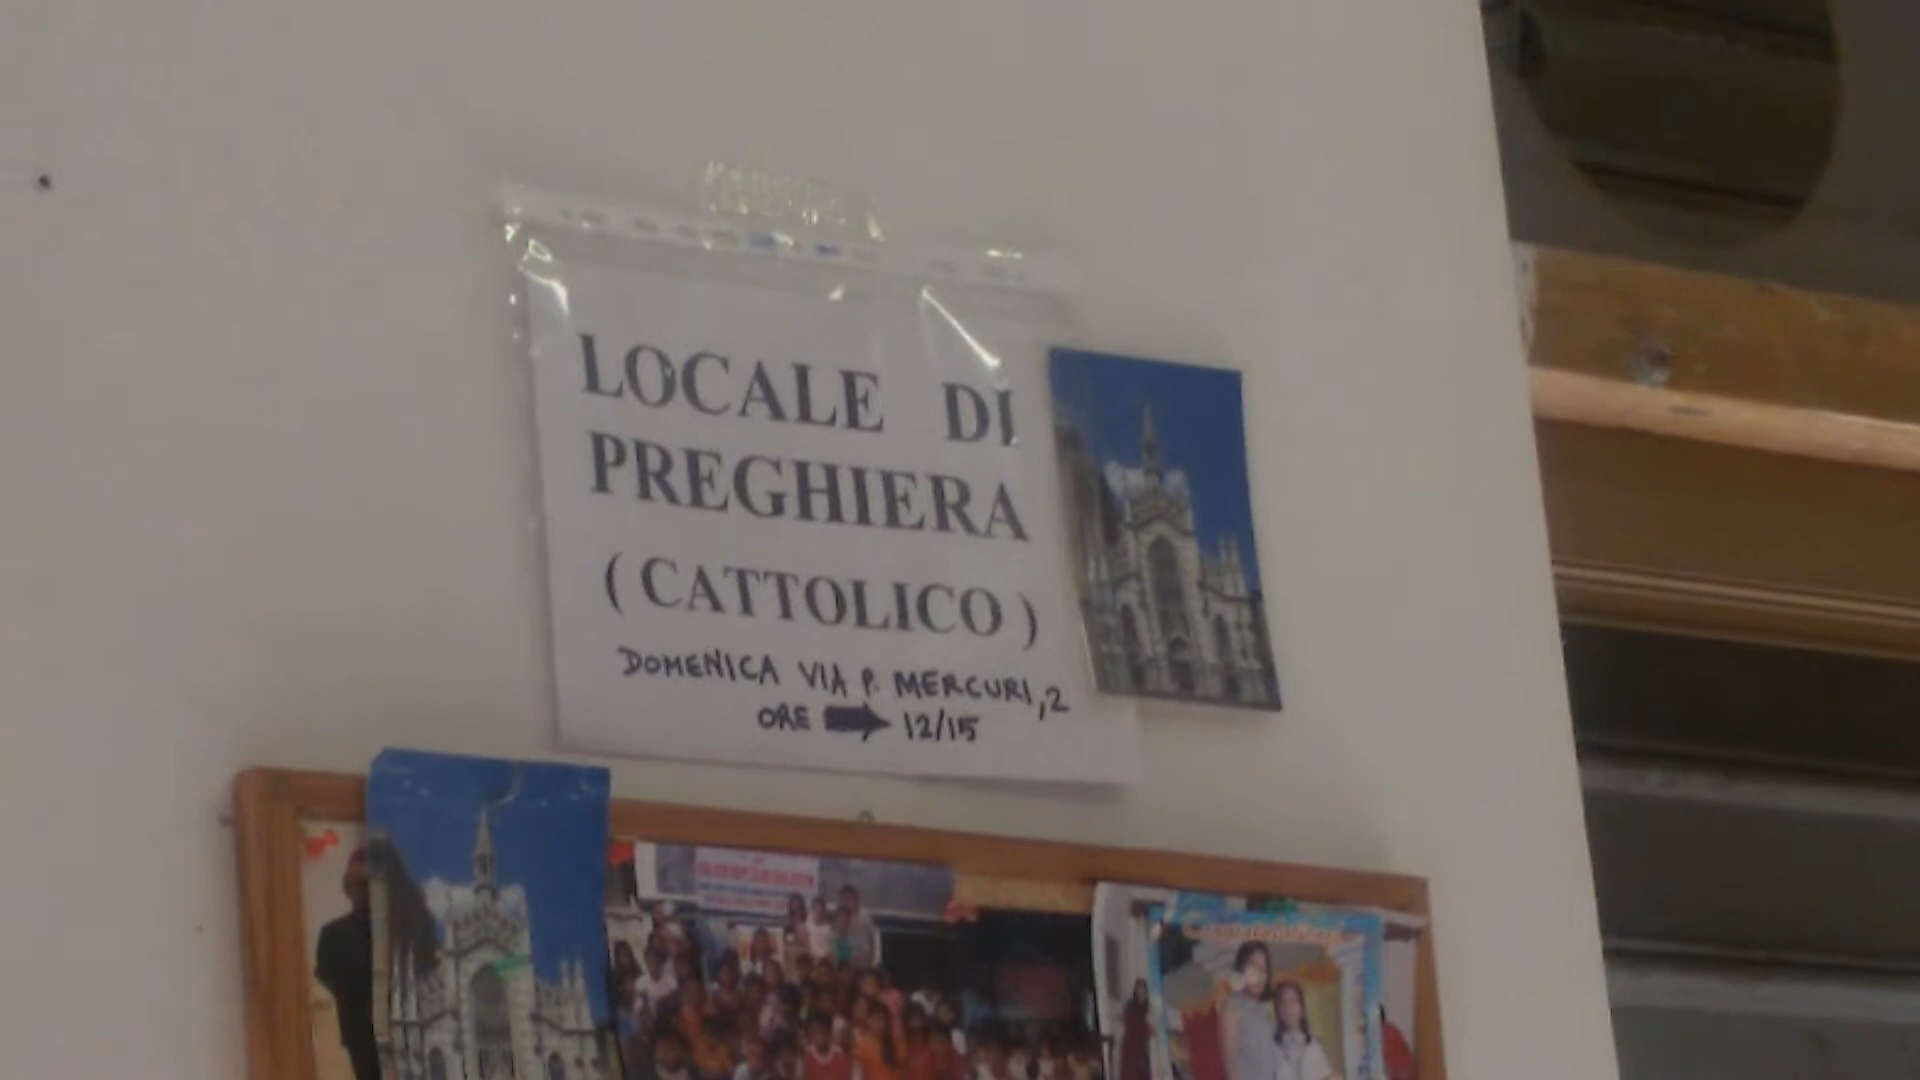 LOCALE DI
PREGHIERA
( CATTOLICO )
DOMENICA VIA P. MERCURI, 2
ORE ➡ 12/15